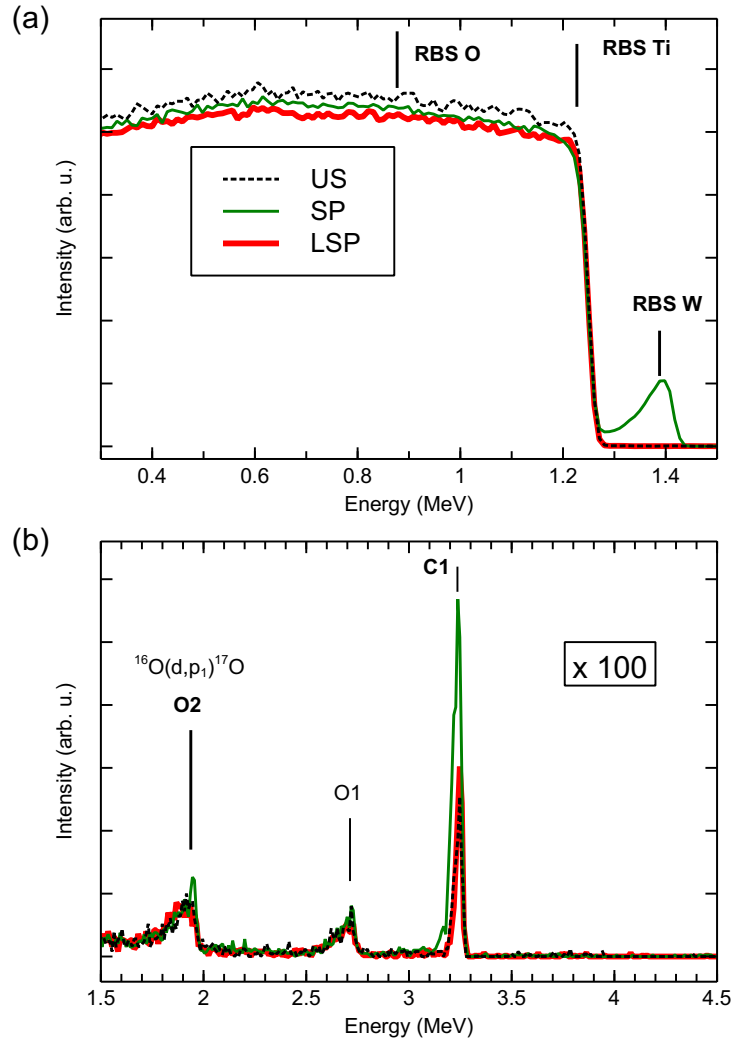 (a)
RBS O
RBS Ti
US
SP
LSP
RBS W
Intensity (arb. u.)
0.4 0.6 0.8 1 1.2 1.4
Energy (MeV)
(b)
C1
¹⁶O(d,p₁)¹⁷O
x 100
O2
O1
Intensity (arb. u.)
1.5 2 2.5 3 3.5 4 4.5
Energy (MeV)